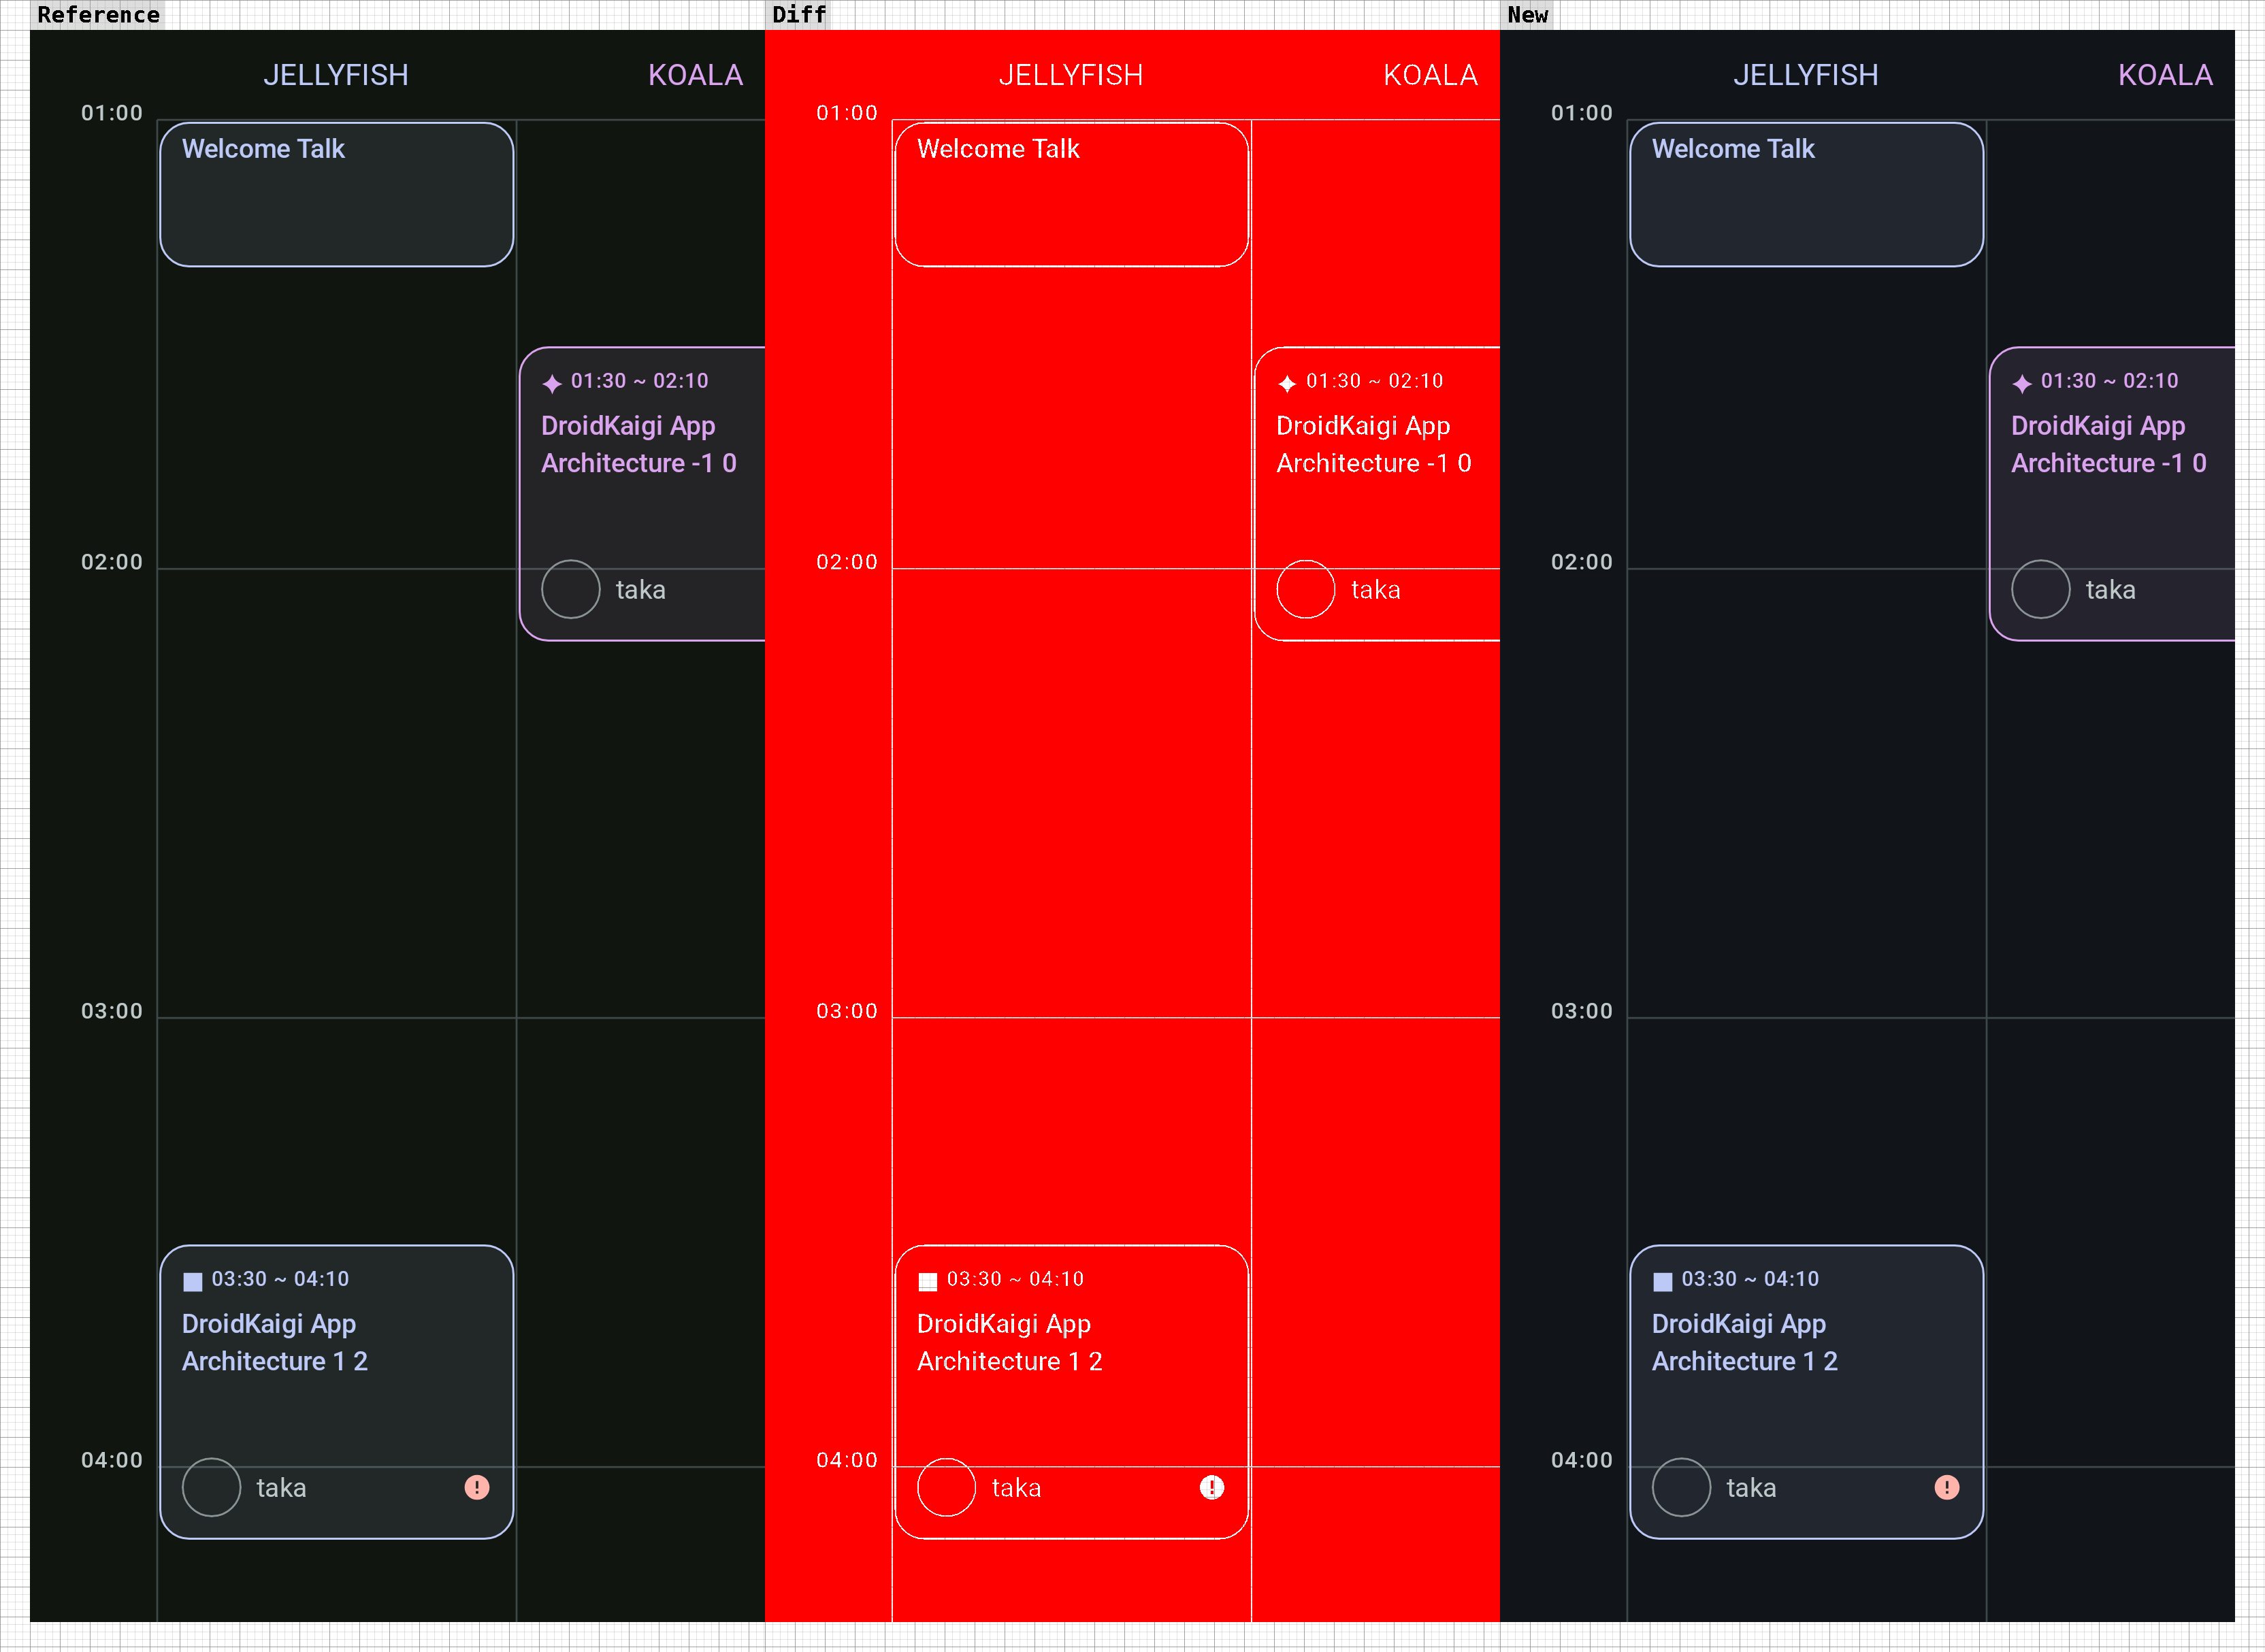 Reference
JELLYFISH
KOALA
01:00
Welcome Talk
01:30 ~ 02:10
DroidKaigi App
Architecture -1 0
02:00
taka
03:00
03:30 ~ 04:10
DroidKaigi App
Architecture 1 2
04:00
taka
!
Diff
JELLYFISH
KOALA
01:00
Welcome Talk
01:30 ~ 02:10
DroidKaigi App
Architecture -1 0
02:00
taka
03:00
03:30 ~ 04:10
DroidKaigi App
Architecture 1 2
04:00
taka
!
New
JELLYFISH
KOALA
01:00
Welcome Talk
01:30 ~ 02:10
DroidKaigi App
Architecture -1 0
02:00
taka
03:00
03:30 ~ 04:10
DroidKaigi App
Architecture 1 2
04:00
taka
!